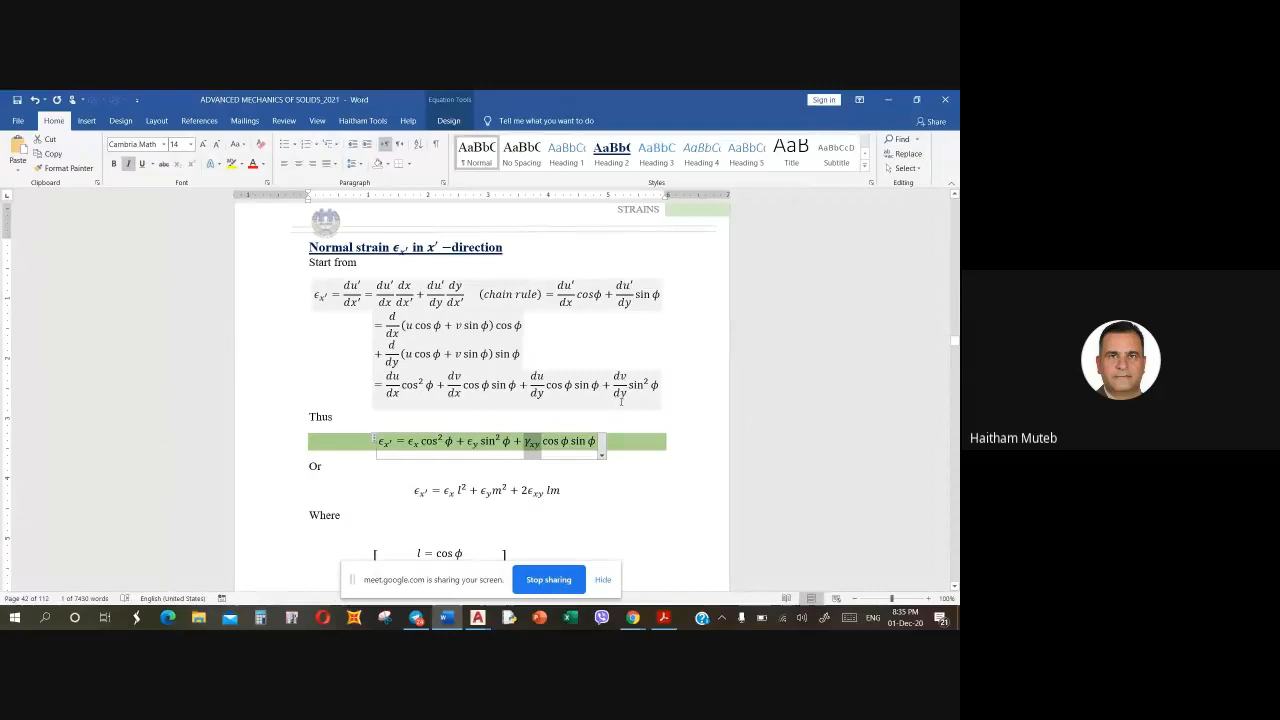 ADVANCED MECHANICS OF SOLIDS_2021 - Word
Equation Tools
Sign in
File Home Insert Design Layout References Mailings Review View Haitham Tools Help Design Tell me what you want to do Share
Paste
Cut
Copy
Format Painter
Clipboard
Cambria Math 14
Font
Paragraph
AaBbC ¶ Normal
AaBbC No Spacing
AaBbC Heading 1
AaBbC Heading 2
AaBbC Heading 3
AaBbC Heading 4
AaBbC Heading 5
AaB Title
AaBbCcD Subtitle
Styles
Find
Replace
Select
Editing
STRAINS
Normal strain ϵ_x′ in x′ −direction
Start from
ϵ_x′ = du′/dx′ = du′/dx dx/dx′ + du′/dy dy/dx′ (chain rule) = du′/dx cosϕ + du′/dy sin ϕ
= d/dx (u cos ϕ + v sin ϕ) cos ϕ
+ d/dy (u cos ϕ + v sin ϕ) sin ϕ
= du/dx cos² ϕ + dv/dx cos ϕ sin ϕ + du/dy cos ϕ sin ϕ + dv/dy sin² ϕ
Thus
ϵ_x′ = ϵ_x cos² ϕ + ϵ_y sin² ϕ + γ_xy cos ϕ sin ϕ
Or
ϵ_x′ = ϵ_x l² + ϵ_y m² + 2ϵ_xy lm
Where
[ l = cos ϕ ]
meet.google.com is sharing your screen.
Stop sharing
Hide
Page 42 of 112 1 of 7430 words English (United States) 100%
ENG
8:35 PM
01-Dec-20
21
Haitham Muteb